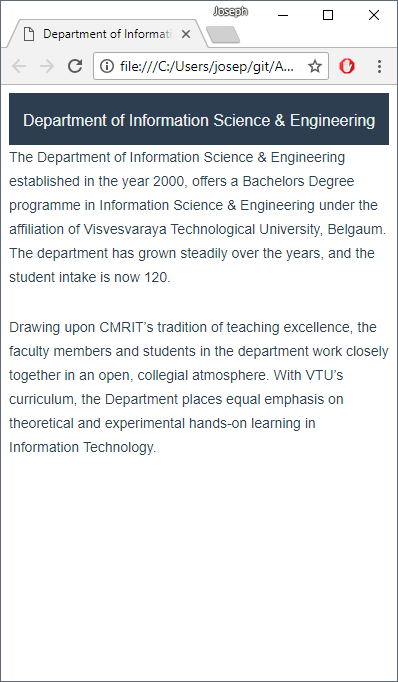 Joseph
Department of Informati
file:///C:/Users/josep/git/A...
Department of Information Science & Engineering
The Department of Information Science & Engineering
established in the year 2000, offers a Bachelors Degree
programme in Information Science & Engineering under the
affiliation of Visvesvaraya Technological University, Belgaum.
The department has grown steadily over the years, and the
student intake is now 120.
Drawing upon CMRIT’s tradition of teaching excellence, the
faculty members and students in the department work closely
together in an open, collegial atmosphere. With VTU’s
curriculum, the Department places equal emphasis on
theoretical and experimental hands-on learning in
Information Technology.